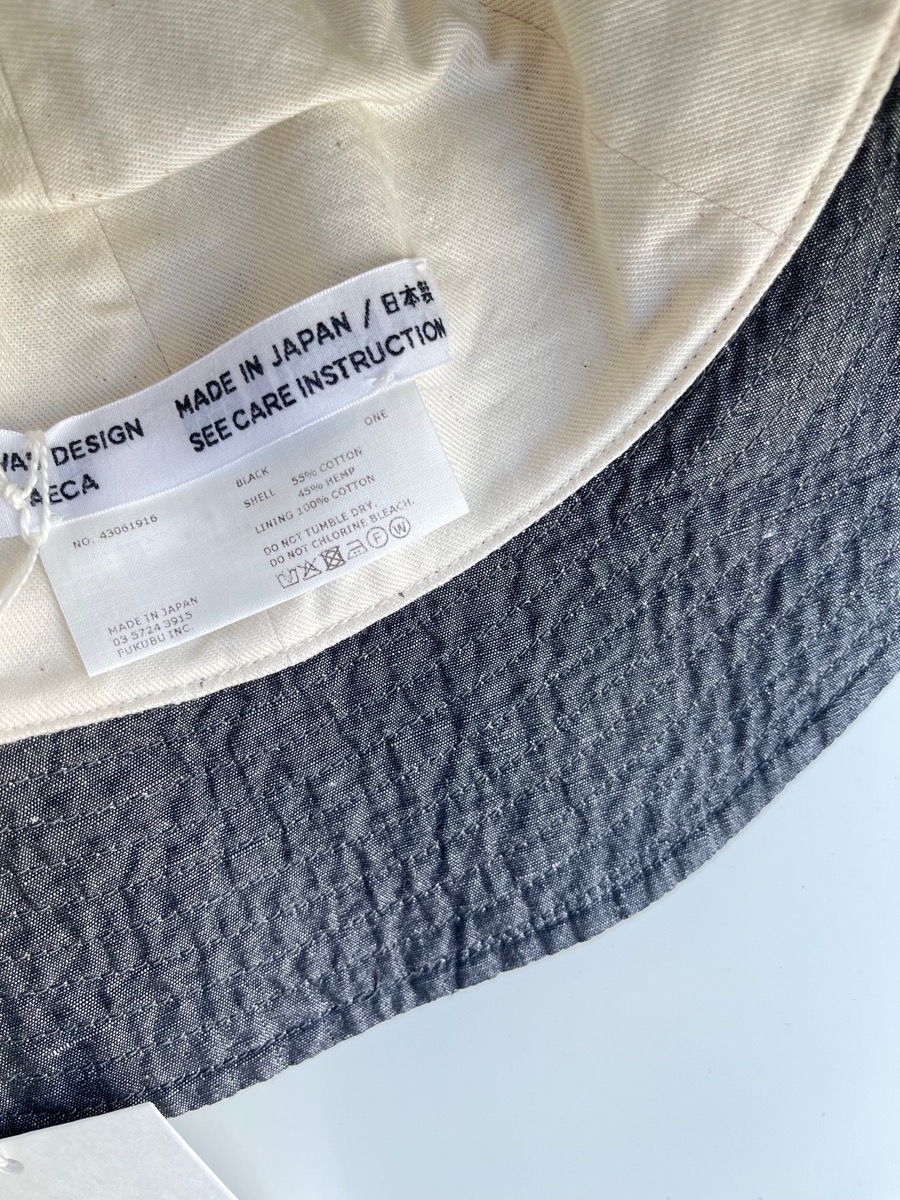 DESIGN
AECA
MADE IN JAPAN / 日本製
SEE CARE INSTRUCTION
NO. 43061916
BLACK
ONE
SHELL 55% COTTON
45% HEMP
LINING 100% COTTON
DO NOT TUMBLE DRY.
DO NOT CHLORINE BLEACH.
F W
MADE IN JAPAN
03 5724 3915
FUKUBU INC.